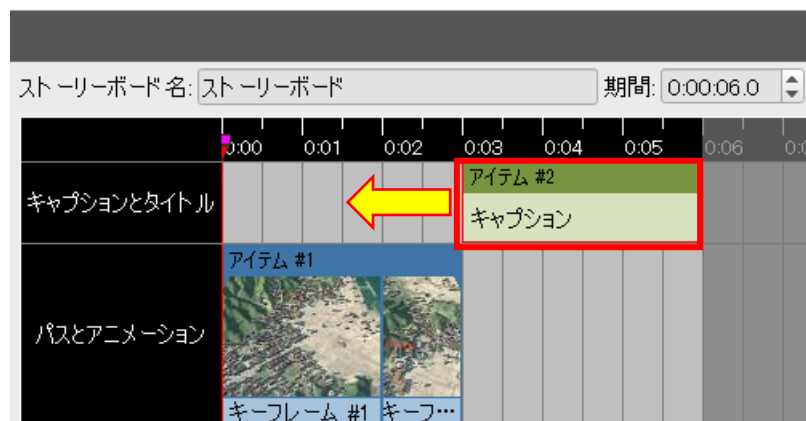 ストーリーボード名: ストーリーボード 期間: 0:00:06.0
0:00 0:01 0:02 0:03 0:04 0:05 0:06
アイテム #2
キャプションとタイトル
キャプション
アイテム #1
パスとアニメーション
キーフレーム #1 キーフ…